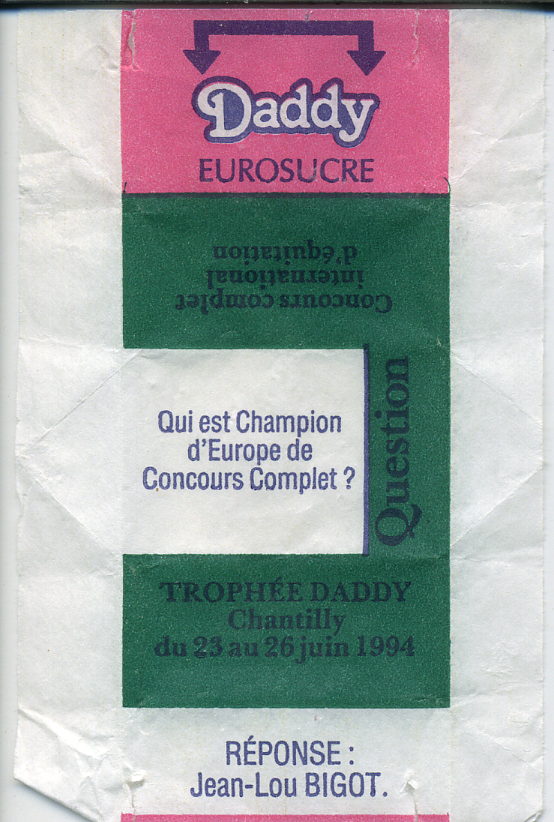 Daddy
EUROSUCRE
Concours complet
international
d'équitation
Qui est Champion
d'Europe de
Concours Complet ?
Question
TROPHÉE DADDY
Chantilly
du 23 au 26 juin 1994
RÉPONSE :
Jean-Lou BIGOT.